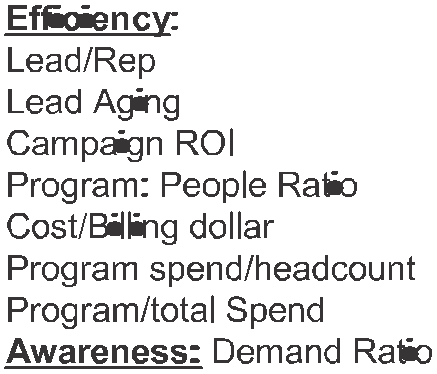 Efficiency:
Lead/Rep
Lead Aging
Campaign ROI
Program: People Ratio
Cost/Billing dollar
Program spend/headcount
Program/total Spend
Awareness: Demand Ratio